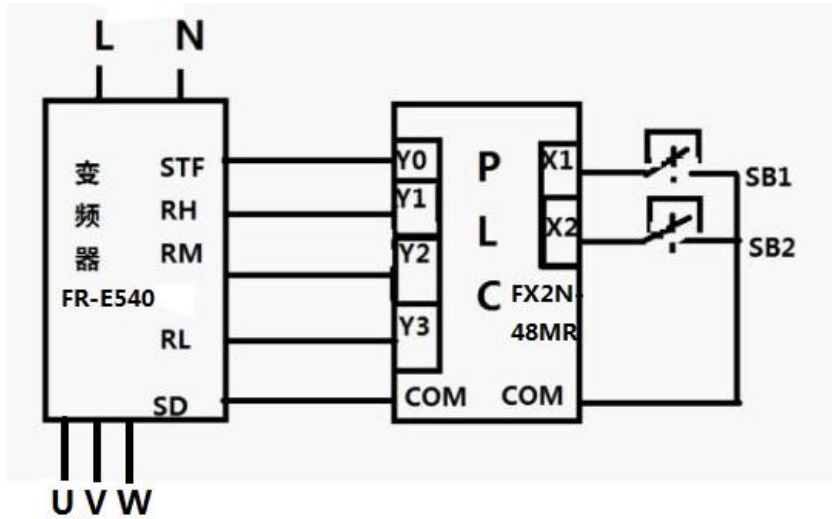 L N
变
频
器
FR-E540
STF
RH
RM
RL
SD
U V W
Y0
Y1
Y2
Y3
COM
P
L
C
FX2N-
48MR
X1
X2
COM
SB1
SB2